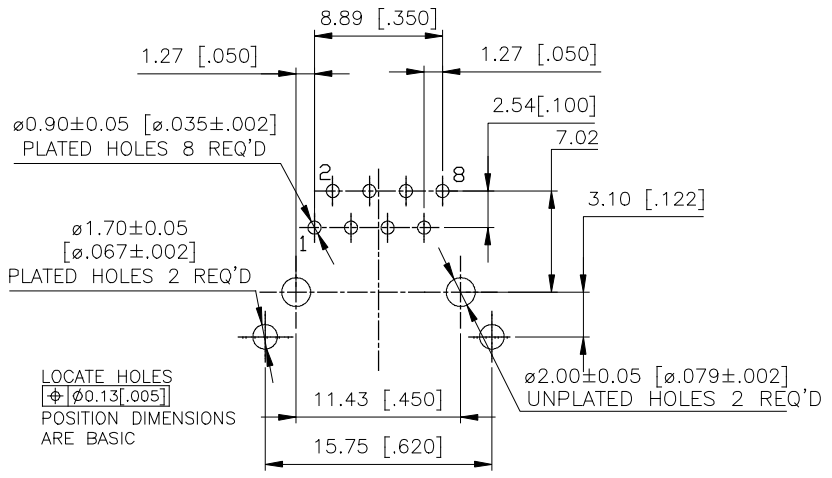 8.89 [.350]
1.27 [.050]
1.27 [.050]
2.54[.100]
ø0.90±0.05 [ø.035±.002]
PLATED HOLES 8 REQ'D
7.02
2
8
3.10 [.122]
1
ø1.70±0.05
[ø.067±.002]
PLATED HOLES 2 REQ'D
LOCATE HOLES
⌖ Ø0.13[.005]
POSITION DIMENSIONS
ARE BASIC
ø2.00±0.05 [ø.079±.002]
UNPLATED HOLES 2 REQ'D
11.43 [.450]
15.75 [.620]